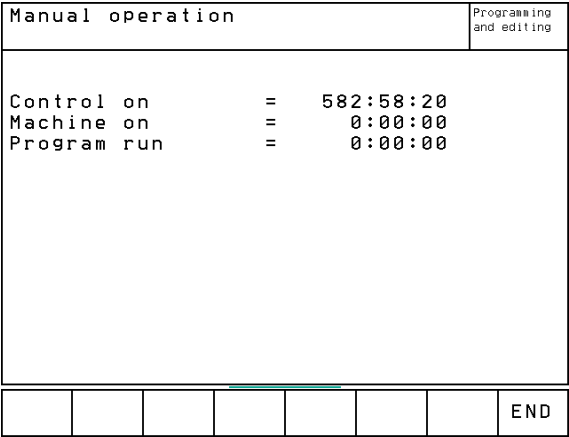 Manual operation
Programming
and editing
Control on = 582:58:20
Machine on = 0:00:00
Program run = 0:00:00
END